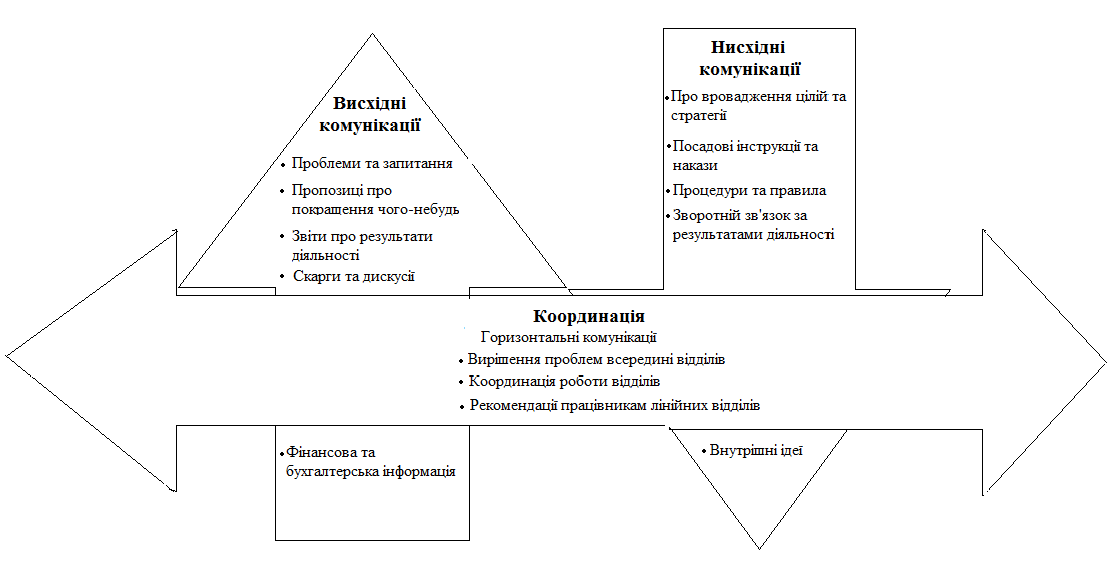 Висхідні
комунікації
• Проблеми та запитання
• Пропозиці про
покращення чого-небудь
• Звіти про результати
діяльності
• Скарги та дискусії
Нисхідні
комунікації
• Про вровадження цілій та
стратегії
• Посадові інструкції та
накази
• Процедури та правила
• Зворотній зв'язок за
результатами діяльності
Координація
Горизонтальні комунікації
• Вирішення проблем всередині відділів
• Координація роботи відділів
• Рекомендації працівникам лінійних відділів
• Фінансова та
бухгалтерська інформація
• Внутрішні ідеї